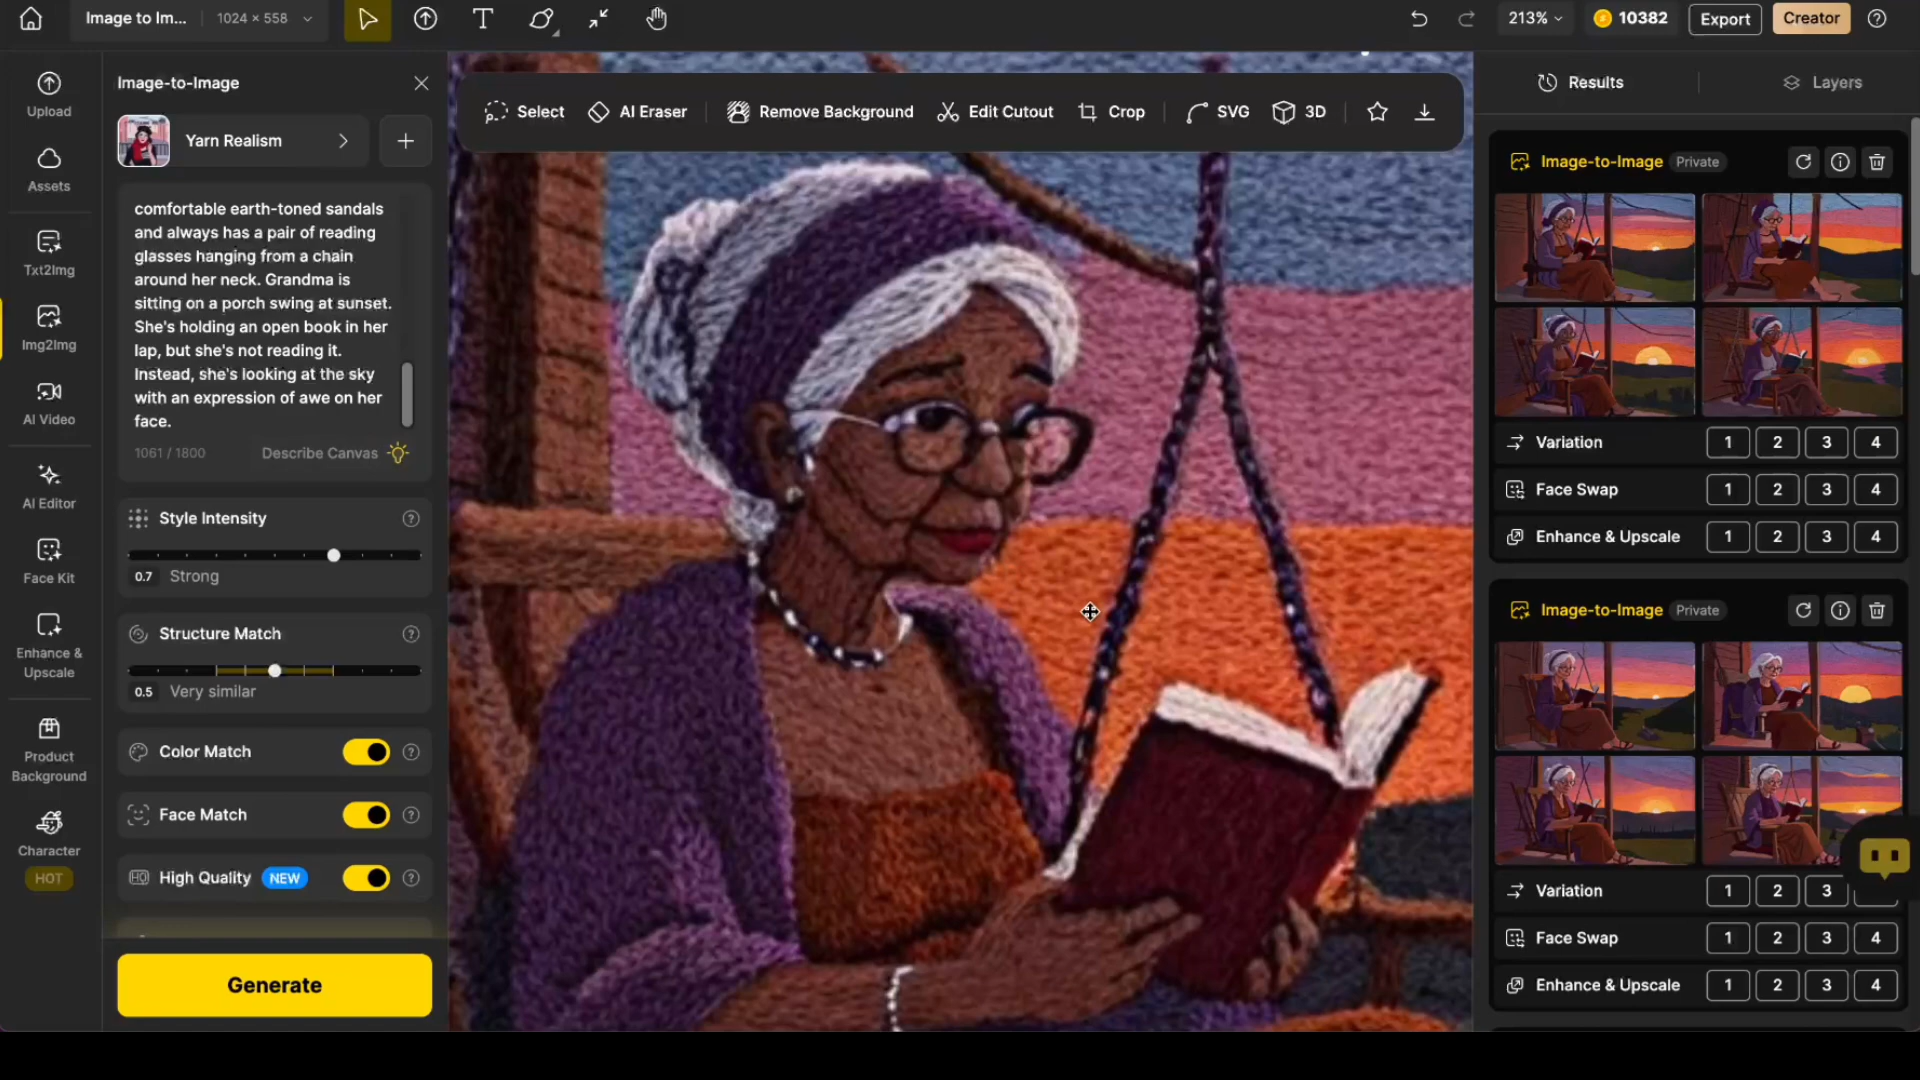 Image to Im...
1024 × 558
T
213%
10382
Export
Creator
Upload
Assets
Txt2Img
Img2Img
AI Video
AI Editor
Face Kit
Enhance &
Upscale
Product
Background
Character
HOT
Image-to-Image
Yarn Realism
comfortable earth-toned sandals
and always has a pair of reading
glasses hanging from a chain
around her neck. Grandma is
sitting on a porch swing at sunset.
She's holding an open book in her
lap, but she's not reading it.
Instead, she's looking at the sky
with an expression of awe on her
face.
1061 / 1800
Describe Canvas
Style Intensity
0.7 Strong
Structure Match
0.5 Very similar
Color Match
Face Match
HQ High Quality NEW
Generate
Select
AI Eraser
Remove Background
Edit Cutout
Crop
SVG
3D
Results
Layers
Image-to-Image Private
Variation 1 2 3 4
Face Swap 1 2 3 4
Enhance & Upscale 1 2 3 4
Image-to-Image Private
Variation 1 2 3
Face Swap 1 2 3 4
Enhance & Upscale 1 2 3 4